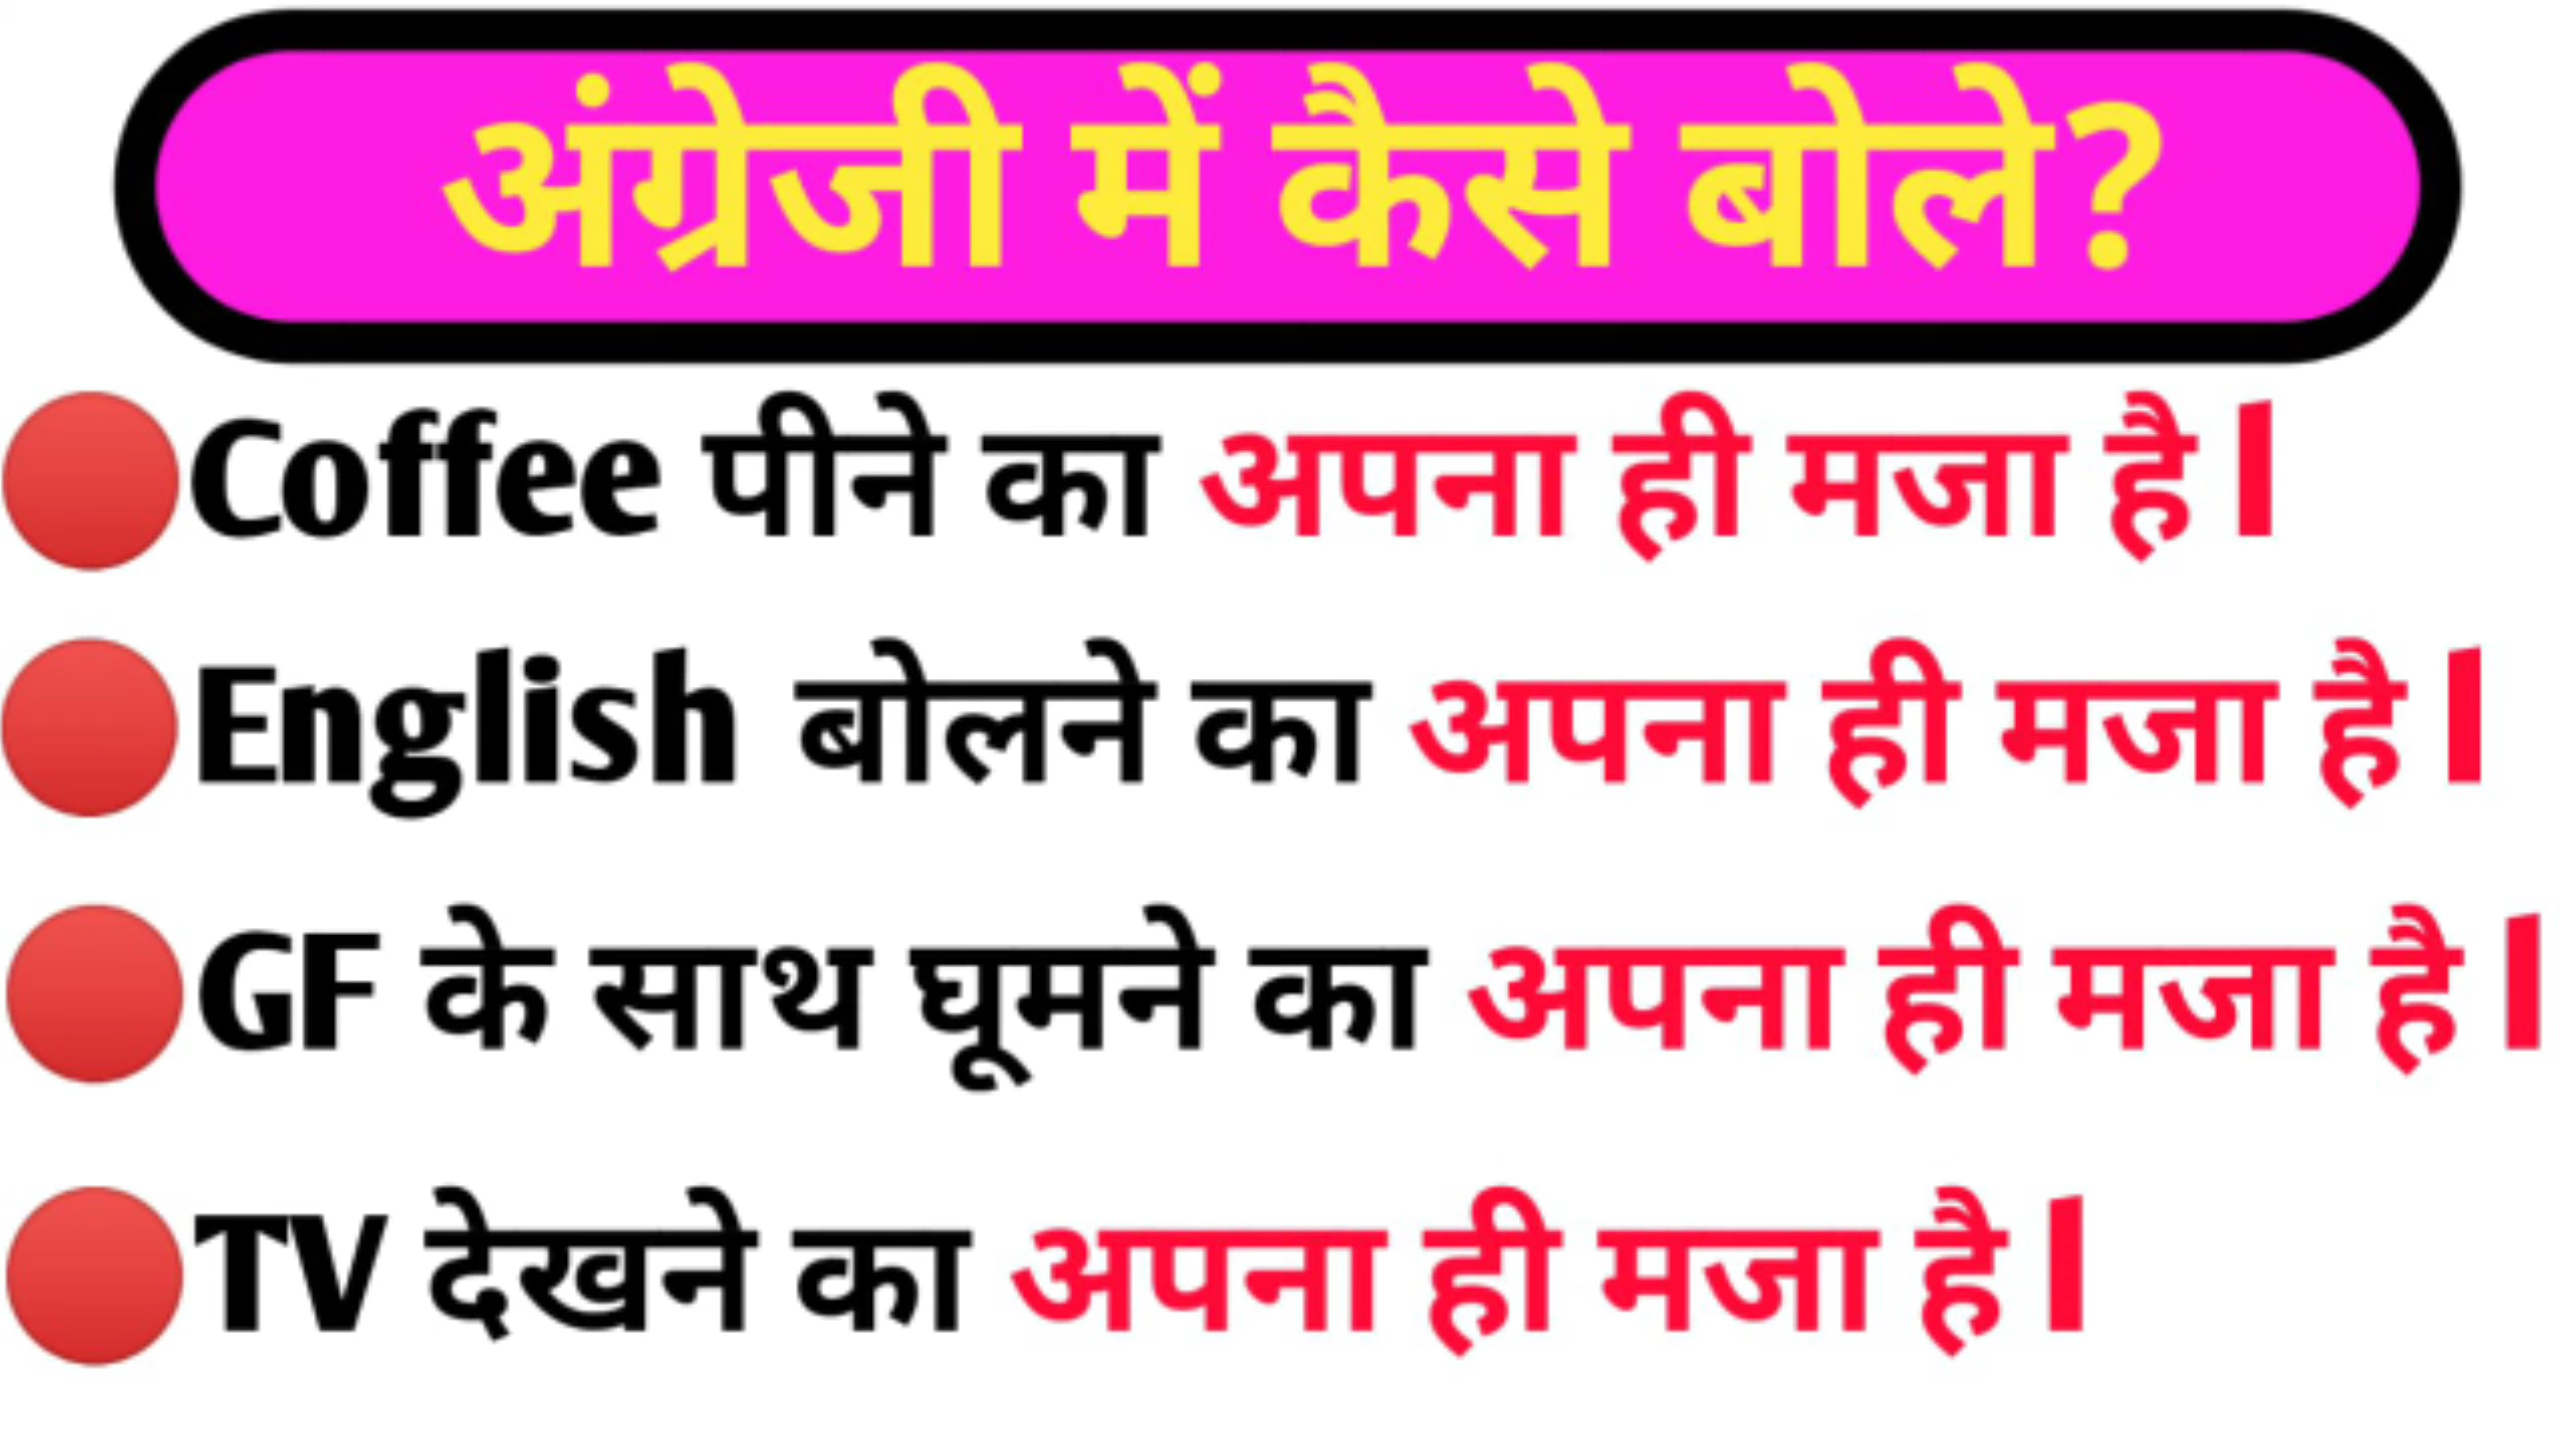 अंग्रेजी में कैसे बोले?
Coffee पीने का अपना ही मजा है l
English बोलने का अपना ही मजा है l
GF के साथ घूमने का अपना ही मजा है l
TV देखने का अपना ही मजा है l